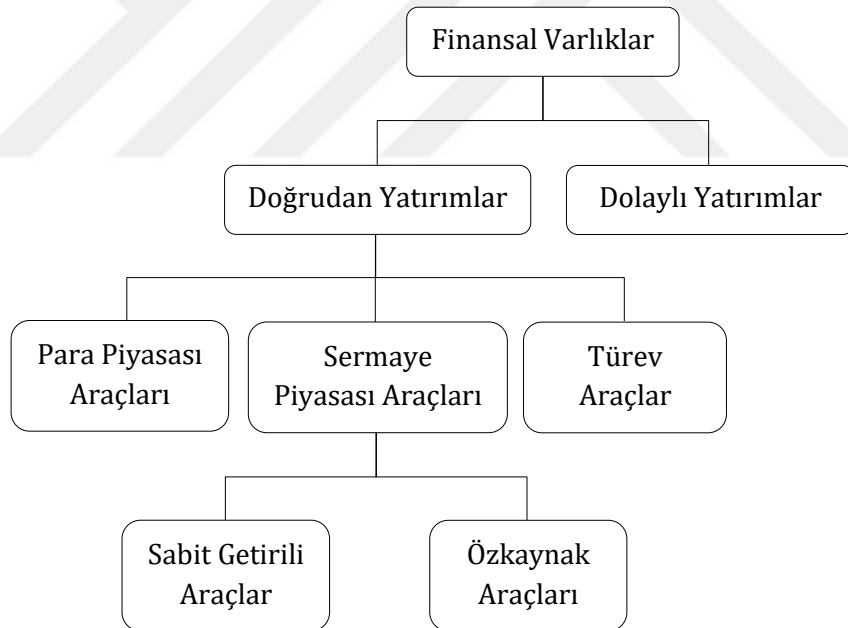 Finansal Varlıklar
Doğrudan Yatırımlar
Dolaylı Yatırımlar
Para Piyasası
Araçları
Sermaye
Piyasası Araçları
Türev
Araçlar
Sabit Getirili
Araçlar
Özkaynak
Araçları